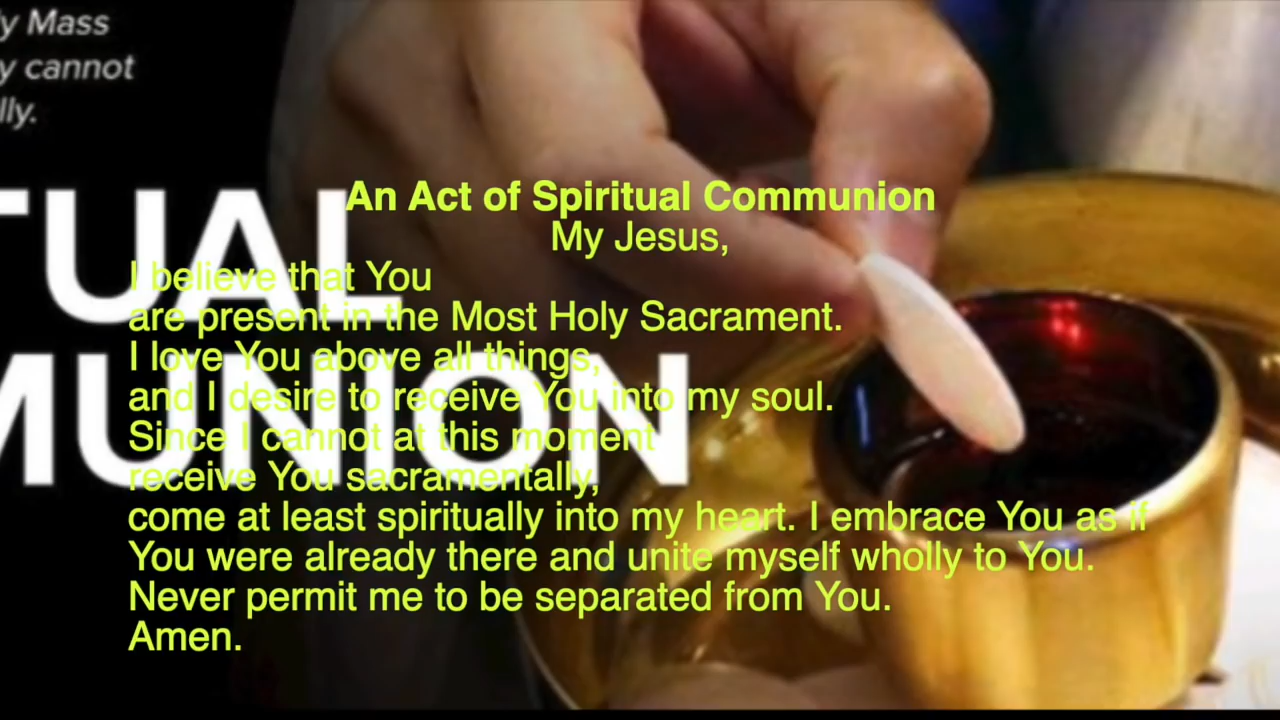 y Mass
y cannot
lly.
TUAL
MUNION
An Act of Spiritual Communion
My Jesus,
I believe that You
are present in the Most Holy Sacrament.
I love You above all things,
and I desire to receive You into my soul.
Since I cannot at this moment
receive You sacramentally,
come at least spiritually into my heart. I embrace You as if
You were already there and unite myself wholly to You.
Never permit me to be separated from You.
Amen.